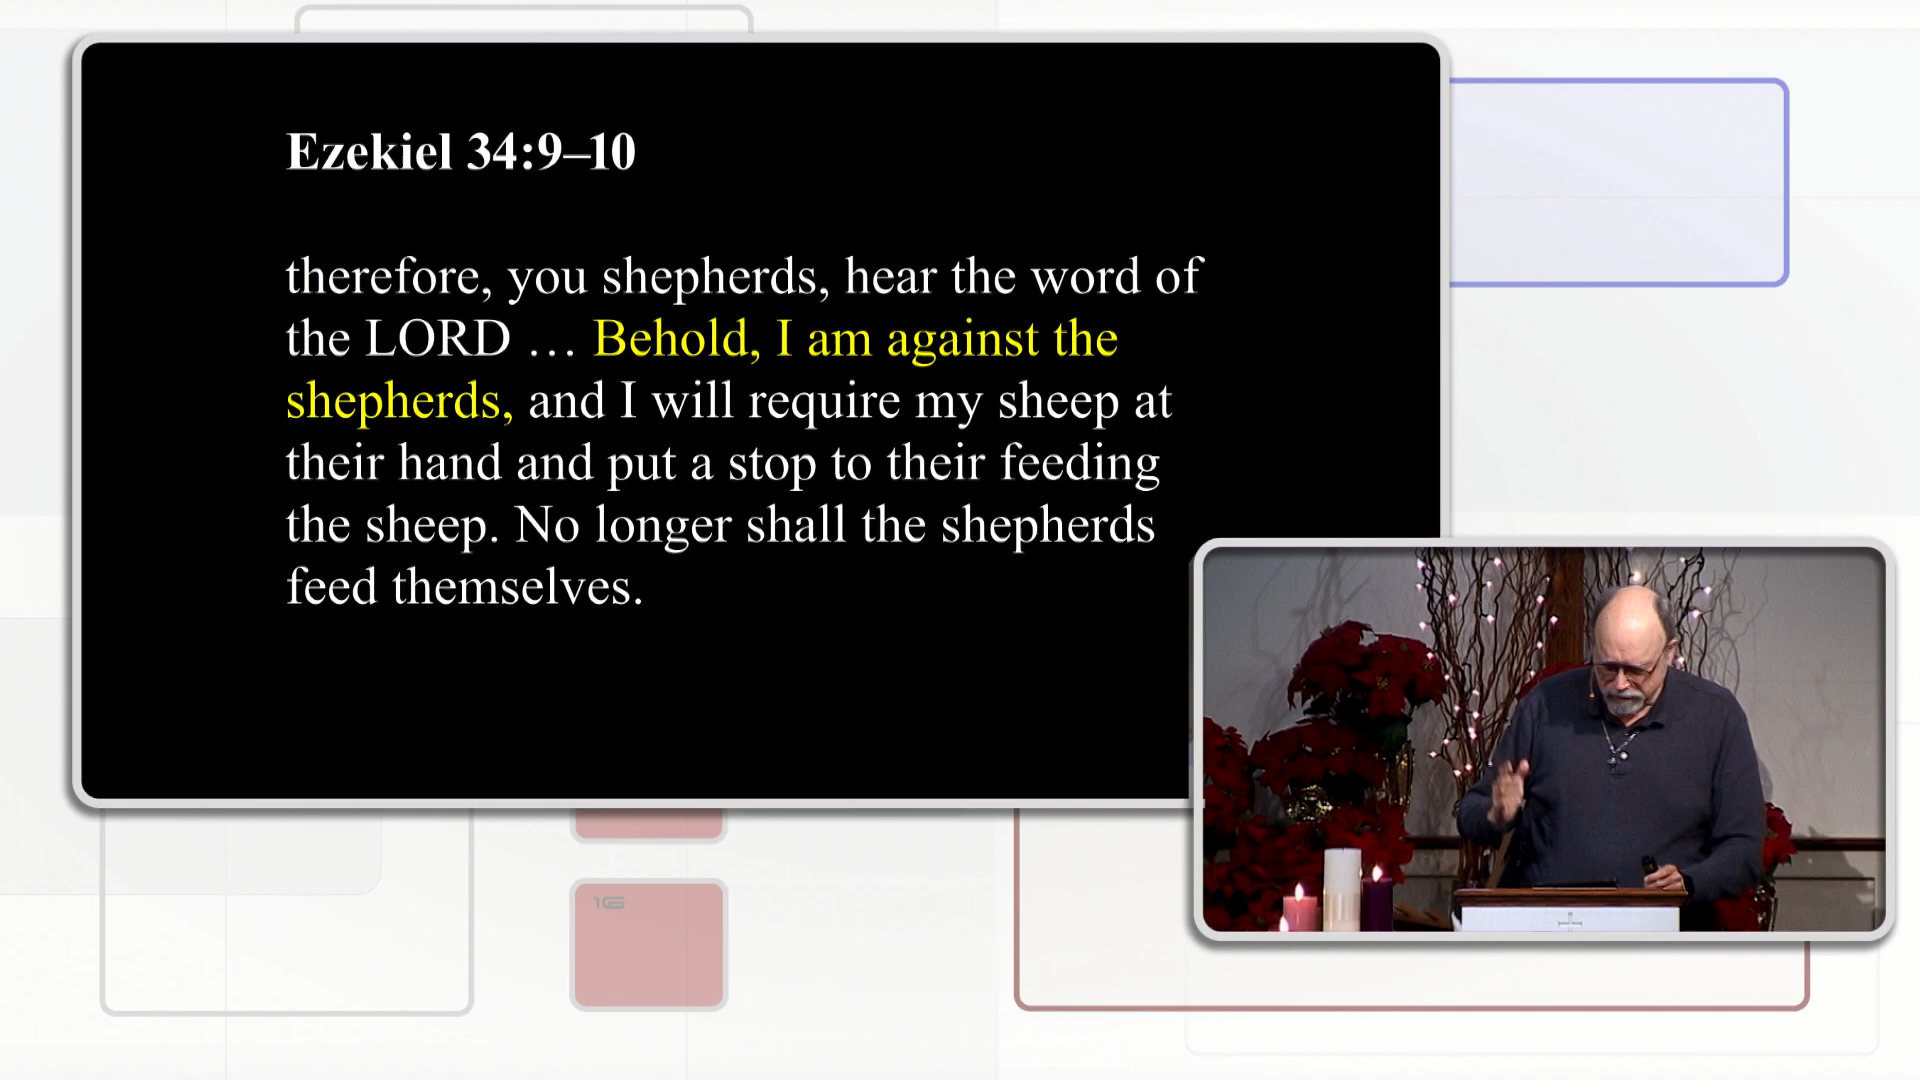 Ezekiel 34:9–10
therefore, you shepherds, hear the word of
the LORD … Behold, I am against the
shepherds, and I will require my sheep at
their hand and put a stop to their feeding
the sheep. No longer shall the shepherds
feed themselves.
16